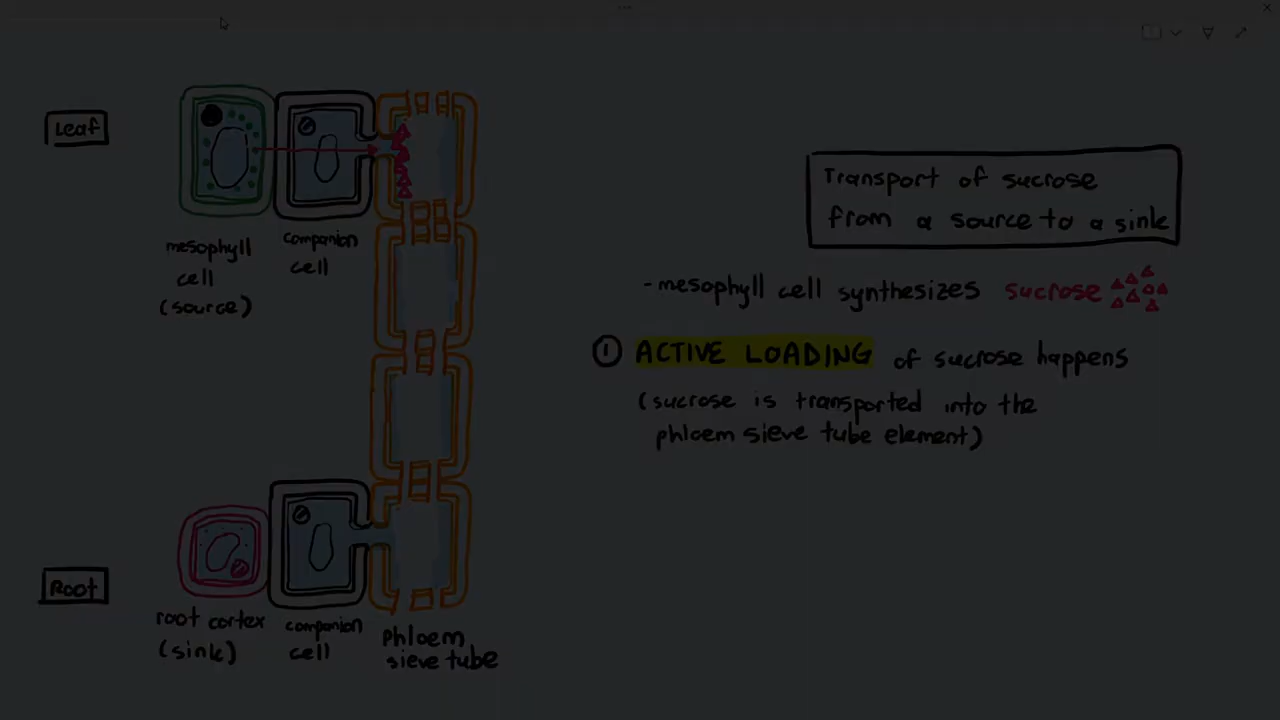 Leaf
mesophyll
cell
(source)
companion
cell
Transport of sucrose
from a source to a sink
- mesophyll cell synthesizes sucrose
① ACTIVE LOADING of sucrose happens
(sucrose is transported into the
phloem sieve tube element)
Root
root cortex
(sink)
companion
cell
phloem
sieve tube